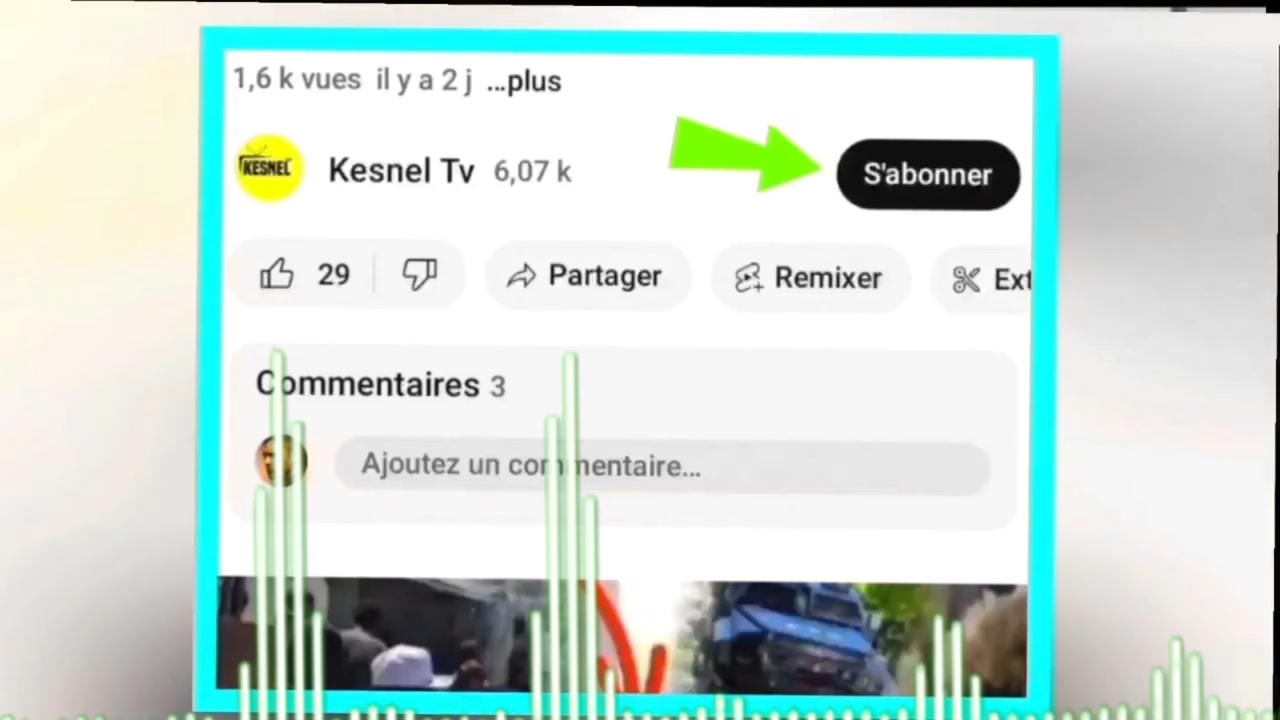 1,6 k vues il y a 2 j ...plus
KESNEL
Kesnel Tv 6,07 k
S'abonner
29
Partager
Remixer
Ext
Commentaires 3
Ajoutez un commentaire...